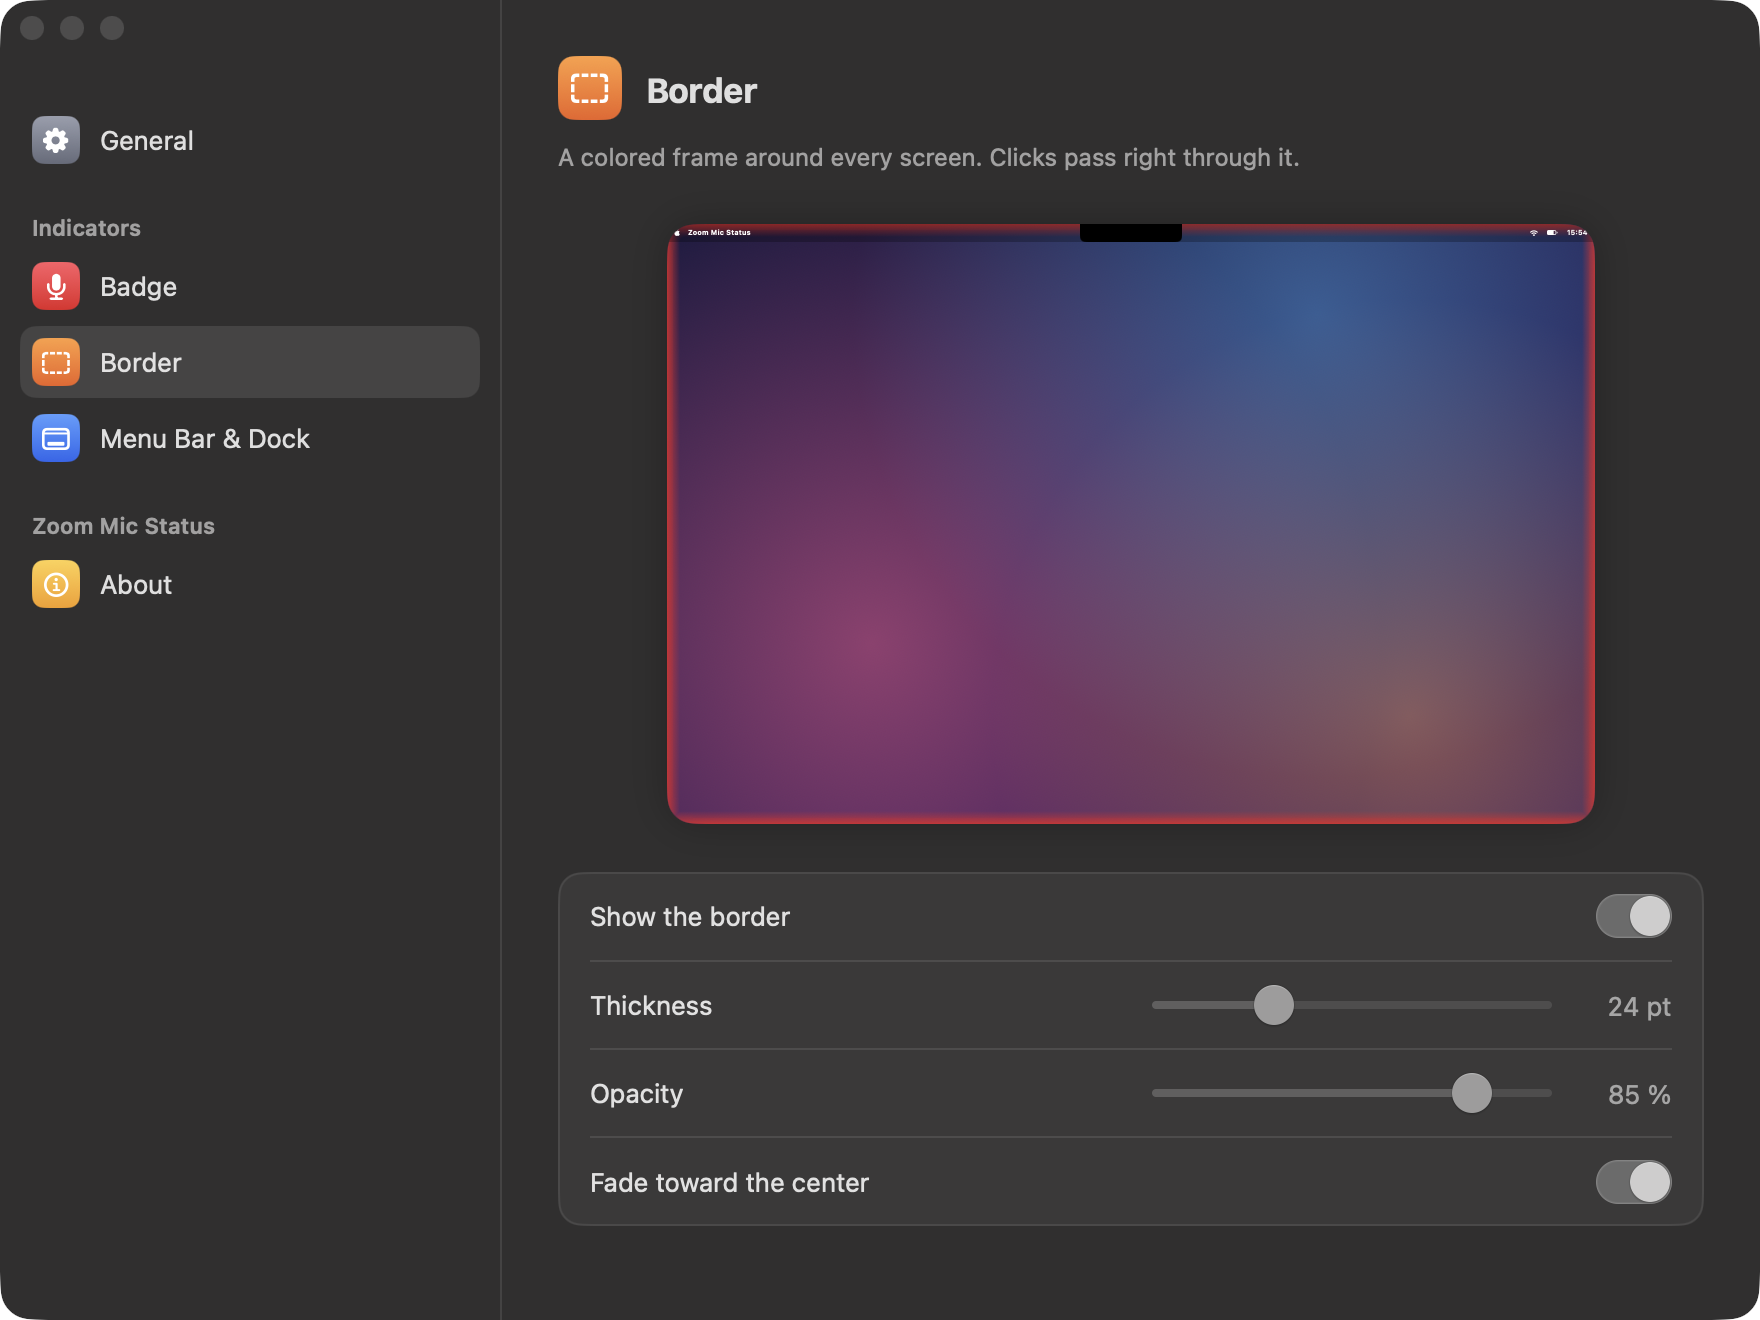 General
Indicators
Badge
Border
Menu Bar & Dock
Zoom Mic Status
About
Border
A colored frame around every screen. Clicks pass right through it.
Zoom Mic Status
15:54
Show the border
Thickness
24 pt
Opacity
85 %
Fade toward the center